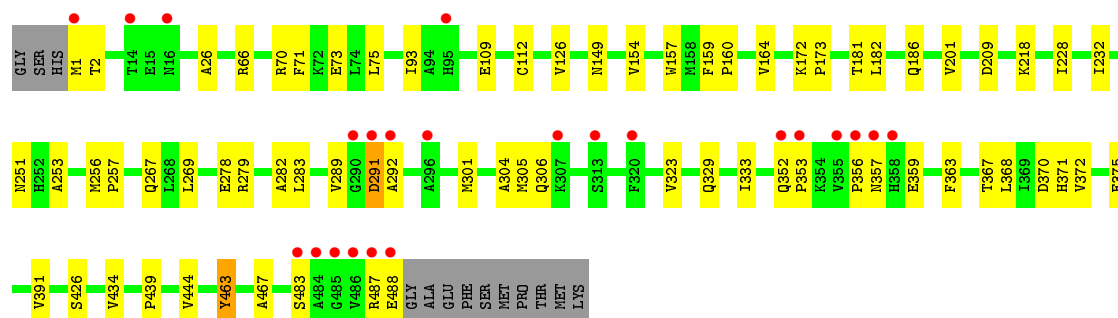 GLY SER HIS M1 T2 T14 E15 N16 A26 R66 R70 F71 K72 E73 L74 L75 I93 A94 H95 E109 C112 V126 N149 V154 W157 M158 F159 P160 V164 K172 P173 T181 L182 Q186 V201 D209 K218 I228 I232
N251 H252 A253 M256 P257 Q267 L268 L269 E278 R279 A282 L283 V289 G290 D291 A292 A296 M301 A304 M305 Q306 K307 S313 F320 V323 Q329 I333 Q352 P353 K354 V355 P356 N357 H358 E359 F363 T367 L368 I369 D370 H371 V372
V391 S426 V434 P439 V444 Y463 A467 S483 A484 G485 V486 R487 E488 GLY ALA GLU PHE SER MET PRO THR MET LYS